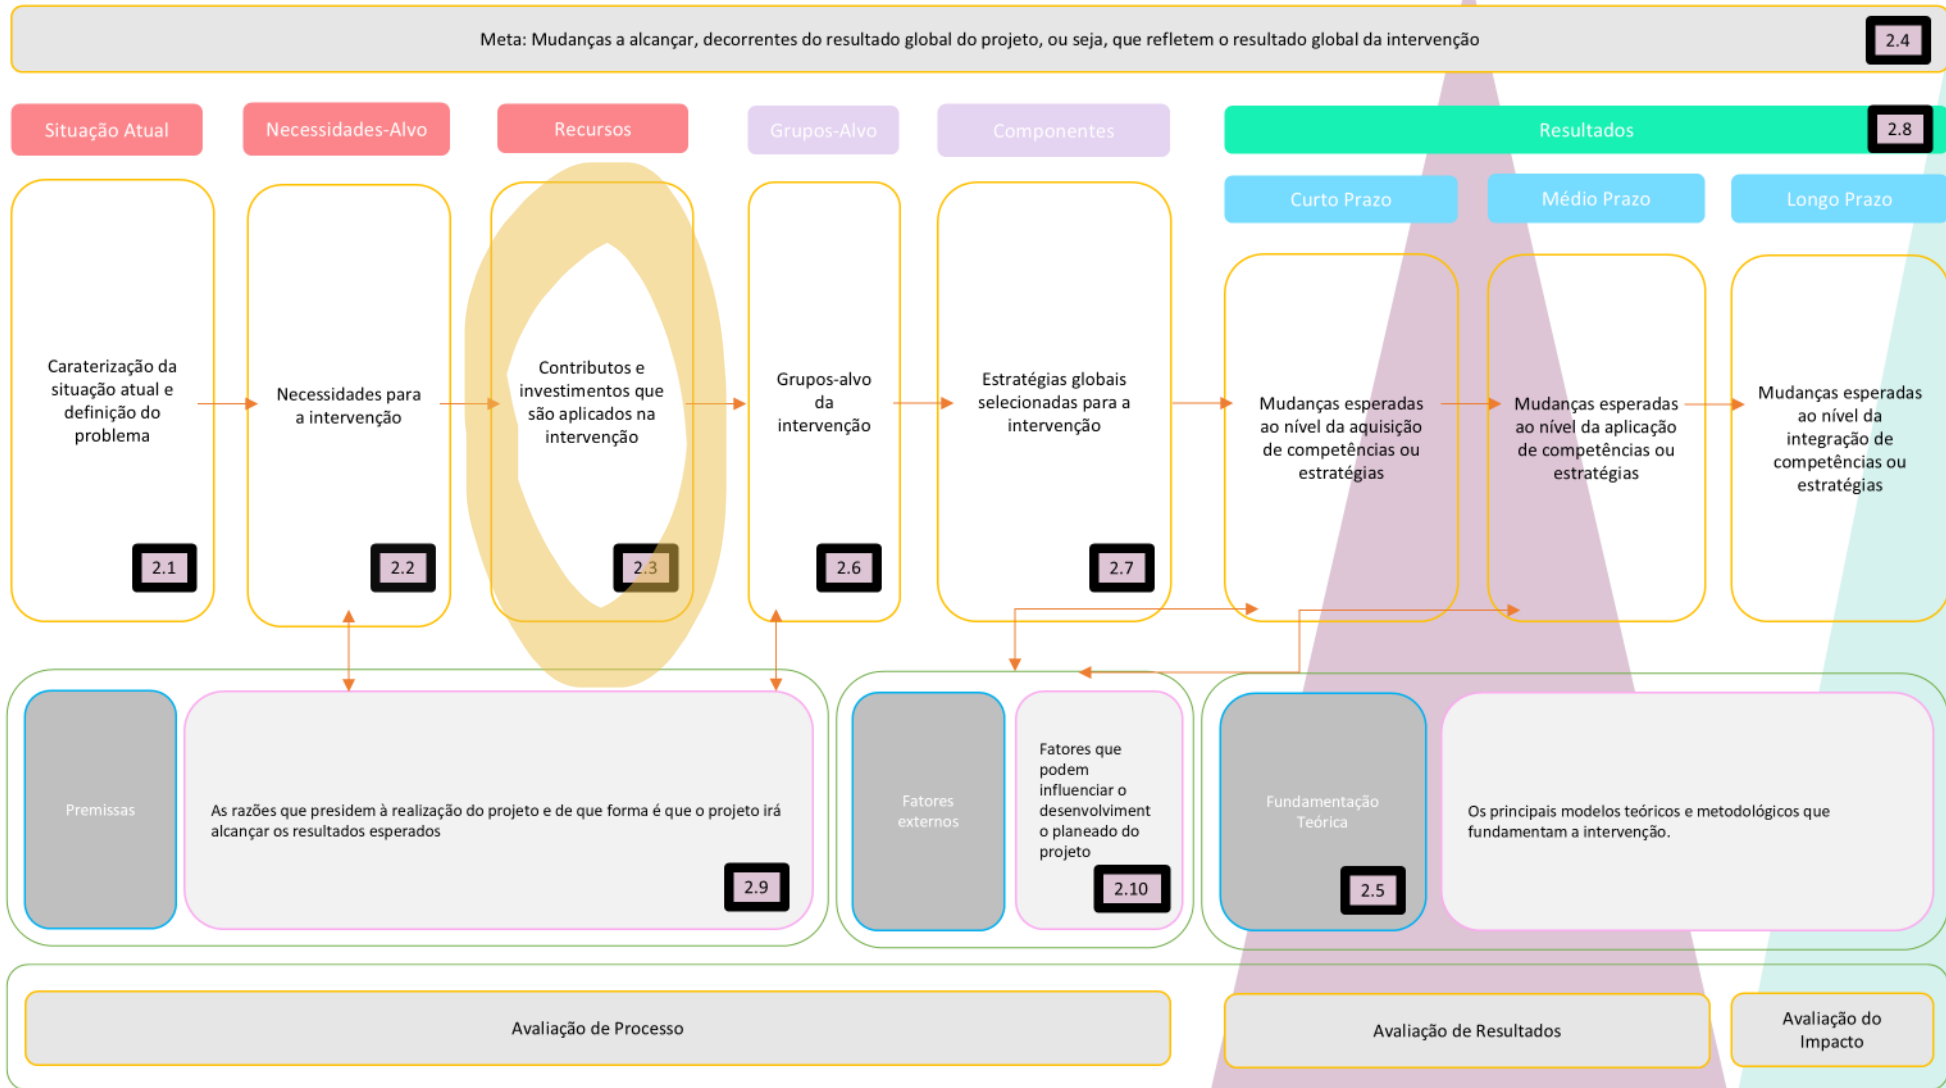 Meta: Mudanças a alcançar, decorrentes do resultado global do projeto, ou seja, que refletem o resultado global da intervenção
2.4
Situação Atual
Necessidades-Alvo
Recursos
Grupos-Alvo
Componentes
Resultados
2.8
Curto Prazo
Médio Prazo
Longo Prazo
Caraterização da
situação atual e
definição do
problema
2.1
Necessidades para
a intervenção
2.2
Contributos e
investimentos que
são aplicados na
intervenção
2.3
Grupos-alvo
da
intervenção
2.6
Estratégias globais
selecionadas para a
intervenção
2.7
Mudanças esperadas
ao nível da aquisição
de competências ou
estratégias
Mudanças esperadas
ao nível da aplicação
de competências ou
estratégias
Mudanças esperadas
ao nível da
integração de
competências ou
estratégias
Premissas
As razões que presidem à realização do projeto e de que forma é que o projeto irá
alcançar os resultados esperados
2.9
Fatores
externos
Fatores que
podem
influenciar o
desenvolviment
o planeado do
projeto
2.10
Fundamentação
Teórica
2.5
Os principais modelos teóricos e metodológicos que
fundamentam a intervenção.
Avaliação de Processo
Avaliação de Resultados
Avaliação do
Impacto